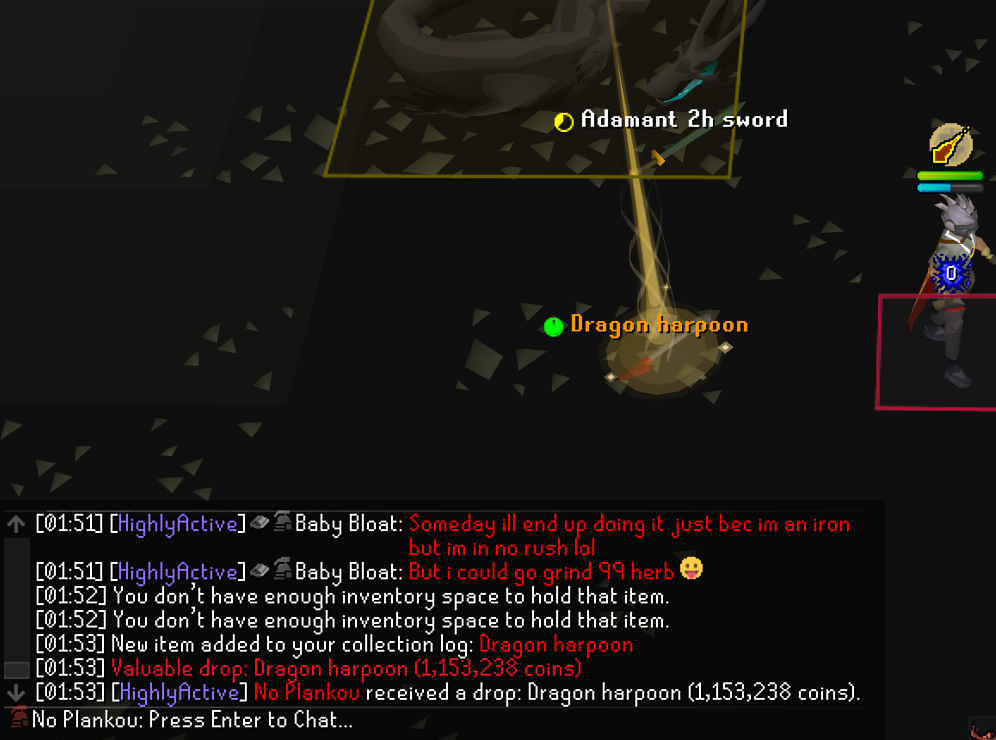 Adamant 2h sword
0
Dragon harpoon
[01:51] [HighlyActive] Baby Bloat: Someday ill end up doing it just bec im an iron
but im in no rush lol
[01:51] [HighlyActive] Baby Bloat: But i could go grind 99 herb
[01:52] You don't have enough inventory space to hold that item.
[01:52] You don't have enough inventory space to hold that item.
[01:53] New item added to your collection log: Dragon harpoon
[01:53] Valuable drop: Dragon harpoon (1,153,238 coins)
[01:53] [HighlyActive] No Plankou received a drop: Dragon harpoon (1,153,238 coins).
No Plankou: Press Enter to Chat...